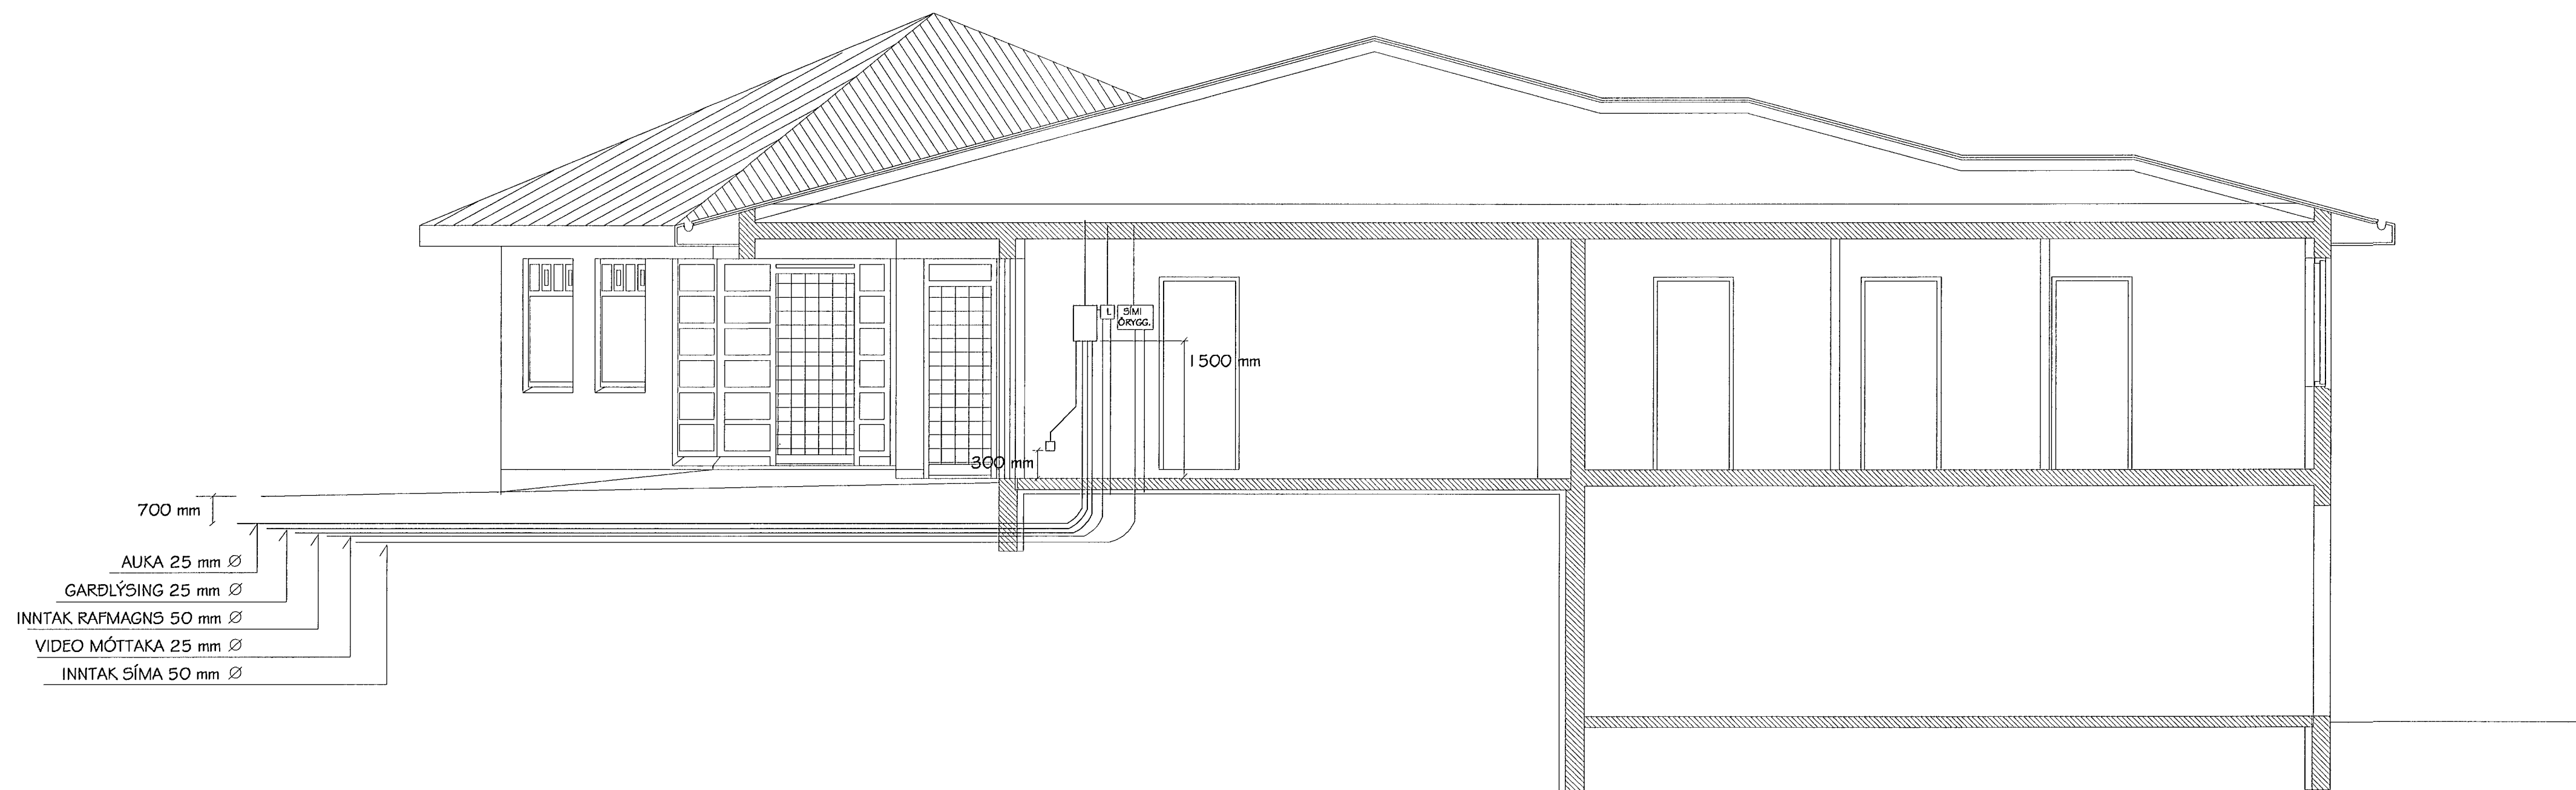 1.
SÍMI
ÖRYGG.
1500 mm
300 mm
700 mm
AUKA 25 mm Ø
GARÐLÝSING 25 mm Ø
INNTAK RAFMAGNS 50 mm Ø
VIDEO MÓTTAKA 25 mm Ø
INNTAK SÍMA 50 mm Ø